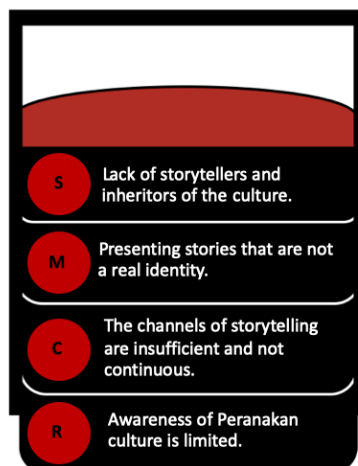 S
Lack of storytellers and
inheritors of the culture.
M
Presenting stories that are not
a real identity.
C
The channels of storytelling
are insufficient and not
continuous.
R
Awareness of Peranakan
culture is limited.